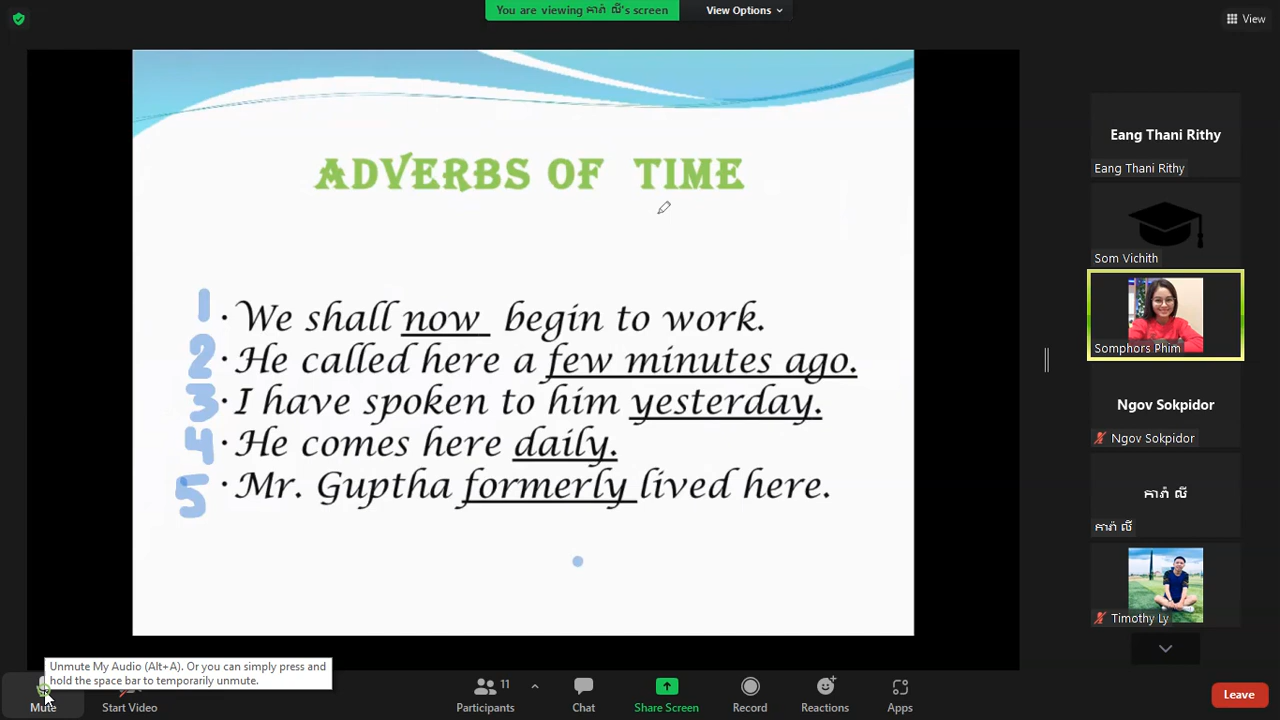 You are viewing ការ៉ា លី's screen
View Options
View
ADVERBS OF TIME
1 · We shall now begin to work.
2 · He called here a few minutes ago.
3 · I have spoken to him yesterday.
4 · He comes here daily.
5 · Mr. Guptha formerly lived here.
Eang Thani Rithy
Eang Thani Rithy
Som Vichith
Somphors Phim
Ngov Sokpidor
Ngov Sokpidor
ការ៉ា លី
ការ៉ា លី
Timothy Ly
Unmute My Audio (Alt+A). Or you can simply press and
hold the space bar to temporarily unmute.
Mute
Start Video
Participants 11
Chat
Share Screen
Record
Reactions
Apps
Leave